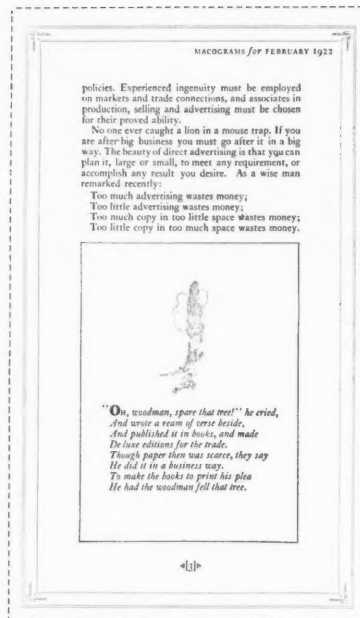 MACOGRAMS for FEBRUARY 1922
policies. Experienced ingenuity must be employed
on markets and trade connections, and associates in
production, selling and advertising must be chosen
for their proved ability.
No one ever caught a lion in a mouse trap. If you
are after big business you must go after it in a big
way. The beauty of direct advertising is that you can
plan it, large or small, to meet any requirement, or
accomplish any result you desire. As a wise man
remarked recently:
Too much advertising wastes money;
Too little advertising wastes money;
Too much copy in too little space wastes money;
Too little copy in too much space wastes money.
"OH, woodman, spare that tree!" he cried,
And wrote a ream of verse beside,
And published it in books, and made
De luxe editions for the trade.
Though paper then was scarce, they say
He did it in a business way.
To make the books to print his plea
He had the woodman fell that tree.
[3]